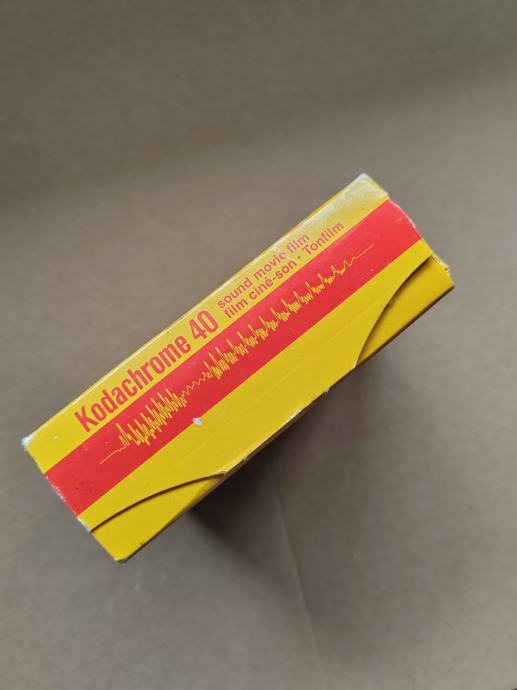 Kodachrome 40
sound movie film
film ciné-son · Tonfilm